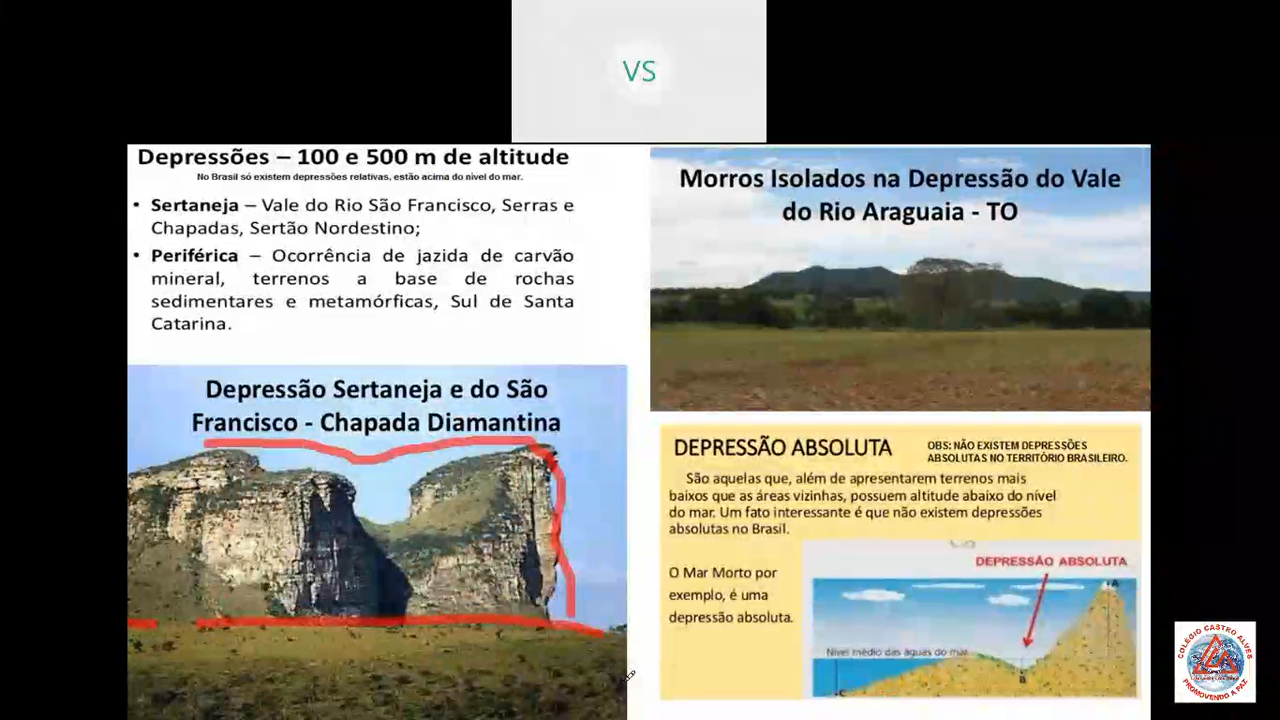 VS
Depressões – 100 e 500 m de altitude
No Brasil só existem depressões relativas, estão acima do nível do mar.
• Sertaneja – Vale do Rio São Francisco, Serras e
Chapadas, Sertão Nordestino;
• Periférica – Ocorrência de jazida de carvão
mineral, terrenos a base de rochas
sedimentares e metamórficas, Sul de Santa
Catarina.
Depressão Sertaneja e do São
Francisco - Chapada Diamantina
Morros Isolados na Depressão do Vale
do Rio Araguaia - TO
DEPRESSÃO ABSOLUTA
OBS: NÃO EXISTEM DEPRESSÕES
ABSOLUTAS NO TERRITÓRIO BRASILEIRO.
São aquelas que, além de apresentarem terrenos mais
baixos que as áreas vizinhas, possuem altitude abaixo do nível
do mar. Um fato interessante é que não existem depressões
absolutas no Brasil.
O Mar Morto por
exemplo, é uma
depressão absoluta.
DEPRESSÃO ABSOLUTA
A
Nível médio das águas do mar
B
C
COLÉGIO CASTRO ALVES
PROMOVENDO A PAZ